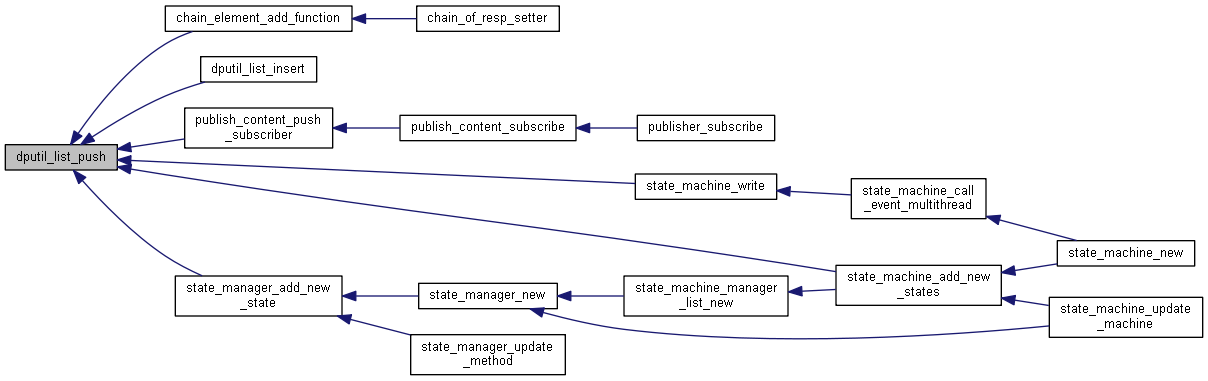 chain_element_add_function
chain_of_resp_setter
dputil_list_insert
publish_content_push
_subscriber
publish_content_subscribe
publisher_subscribe
dputil_list_push
state_machine_write
state_machine_call
_event_multithread
state_machine_new
state_manager_add_new
_state
state_manager_new
state_machine_manager
_list_new
state_machine_add_new
_states
state_machine_update
_machine
state_manager_update
_method